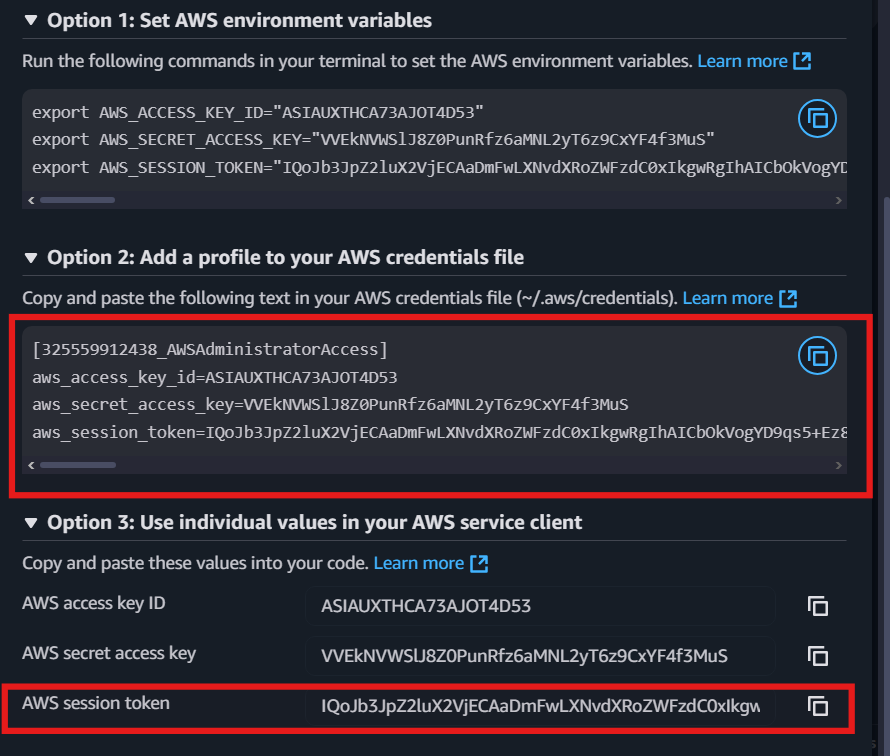 Option 1: Set AWS environment variables
Run the following commands in your terminal to set the AWS environment variables. Learn more
export AWS_ACCESS_KEY_ID="ASIAUXTHCA73AJOT4D53"
export AWS_SECRET_ACCESS_KEY="VVEkNVWSlJ8Z0PunRfz6aMNL2yT6z9CxYF4f3MuS"
export AWS_SESSION_TOKEN="IQoJb3JpZ2luX2VjECAaDmFwLXNvdXRoZWFzdC0xIkgwRgIhAICbOkVogYD
Option 2: Add a profile to your AWS credentials file
Copy and paste the following text in your AWS credentials file (~/.aws/credentials). Learn more
[325559912438_AWSAdministratorAccess]
aws_access_key_id=ASIAUXTHCA73AJOT4D53
aws_secret_access_key=VVEkNVWSlJ8Z0PunRfz6aMNL2yT6z9CxYF4f3MuS
aws_session_token=IQoJb3JpZ2luX2VjECAaDmFwLXNvdXRoZWFzdC0xIkgwRgIhAICbOkVogYD9qs5+Ez8
Option 3: Use individual values in your AWS service client
Copy and paste these values into your code. Learn more
AWS access key ID
ASIAUXTHCA73AJOT4D53
AWS secret access key
VVEkNVWSlJ8Z0PunRfz6aMNL2yT6z9CxYF4f3MuS
AWS session token
IQoJb3JpZ2luX2VjECAaDmFwLXNvdXRoZWFzdC0xIkgw